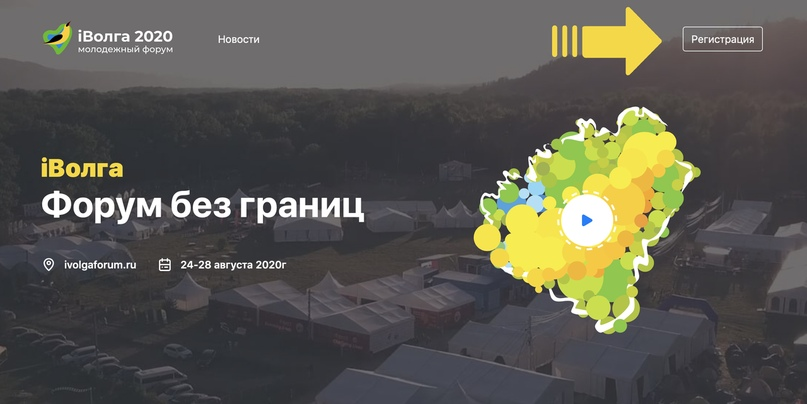 iВолга 2020
молодежный форум
Новости
Регистрация
iВолга
Форум без границ
ivolgaforum.ru
24-28 августа 2020г